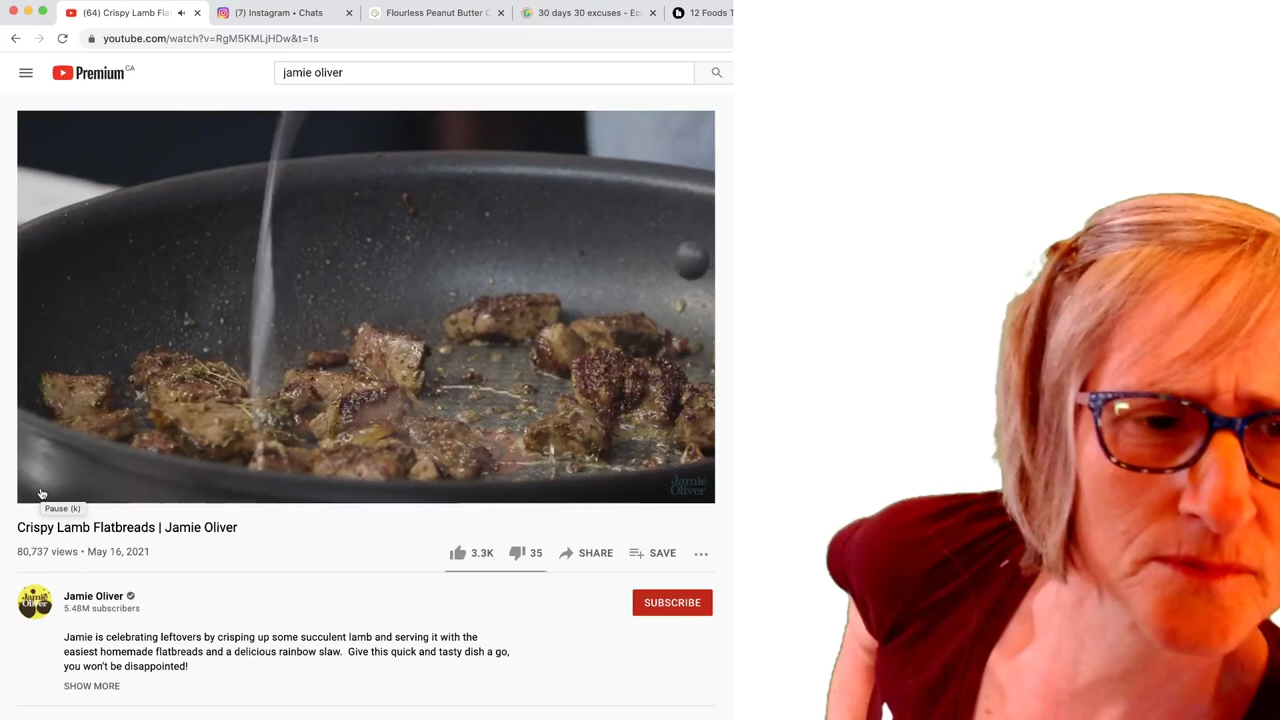 (64) Crispy Lamb Fla
(7) Instagram • Chats
Flourless Peanut Butter C
30 days 30 excuses - Ec
12 Foods T
youtube.com/watch?v=RgM5KMLjHDw&t=1s
Premium CA
jamie oliver
Jamie
Oliver
Pause (k)
Crispy Lamb Flatbreads | Jamie Oliver
80,737 views • May 16, 2021
3.3K
35
SHARE
SAVE
Jamie
Oliver
Jamie Oliver
5.48M subscribers
SUBSCRIBE
Jamie is celebrating leftovers by crisping up some succulent lamb and serving it with the
easiest homemade flatbreads and a delicious rainbow slaw. Give this quick and tasty dish a go,
you won't be disappointed!
SHOW MORE